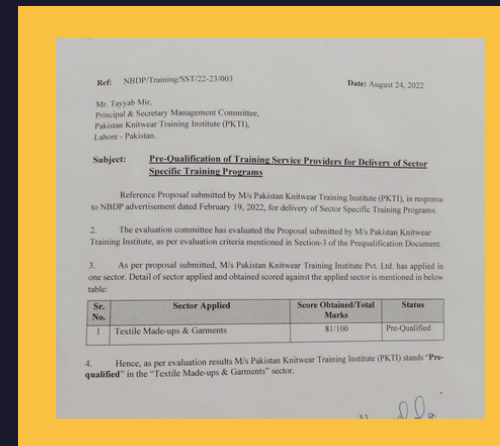 Ref: NBDP/Training/SST/22-23/003
Date: August 24, 2022
Mr. Tayyab Mir,
Principal & Secretary Management Committee,
Pakistan Knitwear Training Institute (PKTI),
Lahore - Pakistan.
Subject: Pre-Qualification of Training Service Providers for Delivery of Sector
Specific Training Programs
Reference Proposal submitted by M/s Pakistan Knitwear Training Institute (PKTI), in response
to NBDP advertisement dated February 19, 2022, for delivery of Sector Specific Training Programs.
2. The evaluation committee has evaluated the Proposal submitted by M/s Pakistan Knitwear
Training Institute, as per evaluation criteria mentioned in Section-3 of the Prequalification Document.
3. As per proposal submitted, M/s Pakistan Knitwear Training Institute Pvt. Ltd. has applied in
one sector. Detail of sector applied and obtained score against the applied sector is mentioned in below
table:
Sr. No. Sector Applied Score Obtained/Total Marks Status
1 Textile Made-ups & Garments 81/100 Pre-Qualified
4. Hence, as per evaluation results M/s Pakistan Knitwear Training Institute (PKTI) stands "Pre-
qualified" in the "Textile Made-ups & Garments" sector.